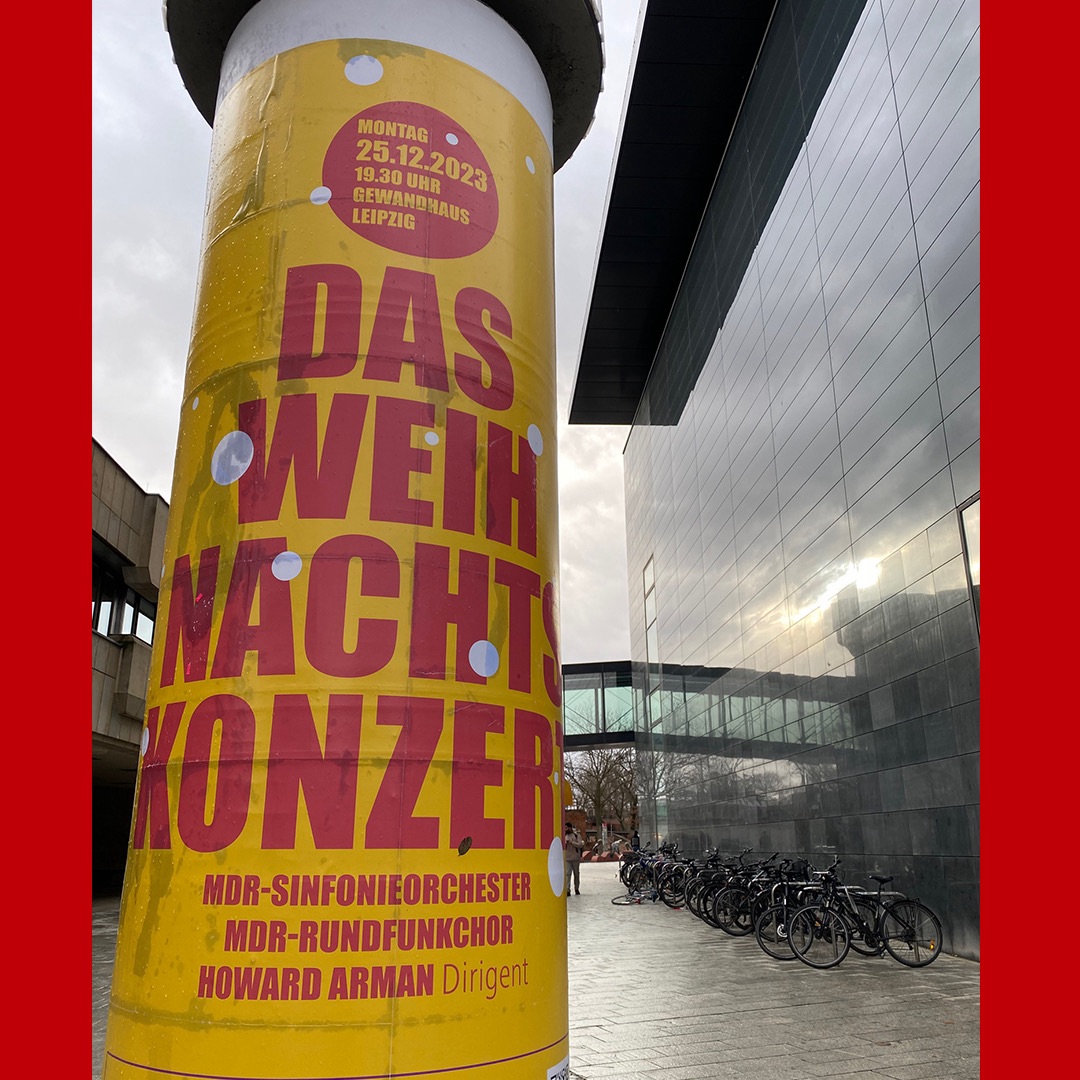 MONTAG
25.12.2023
19.30 UHR
GEWANDHAUS
LEIPZIG
DAS
WEIH
NACHTS
KONZERT
MDR-SINFONIEORCHESTER
MDR-RUNDFUNKCHOR
HOWARD ARMAN Dirigent